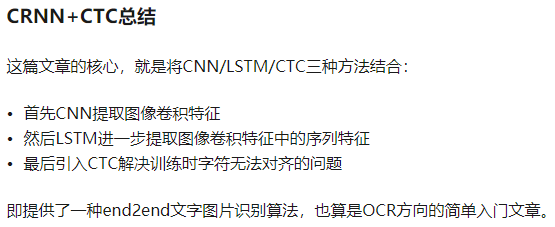 CRNN+CTC总结
这篇文章的核心，就是将CNN/LSTM/CTC三种方法结合：
• 首先CNN提取图像卷积特征
• 然后LSTM进一步提取图像卷积特征中的序列特征
• 最后引入CTC解决训练时字符无法对齐的问题
即提供了一种end2end文字图片识别算法，也算是OCR方向的简单入门文章。